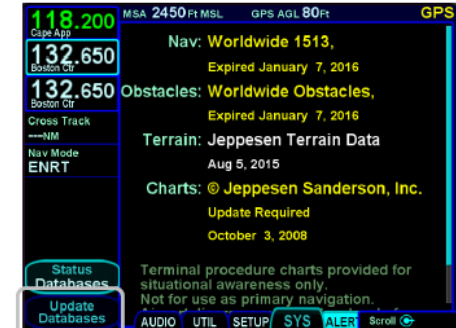 118.200
Cape App
132.650
Boston Ctr
132.650
Boston Ctr
Cross Track
---NM
Nav Mode
ENRT
Status
Databases
Update
Databases
MSA 2450 Ft MSL GPS AGL 80Ft GPS
Nav: Worldwide 1513,
Expired January 7, 2016
Obstacles: Worldwide Obstacles,
Expired January 7, 2016
Terrain: Jeppesen Terrain Data
Aug 5, 2015
Charts: © Jeppesen Sanderson, Inc.
Update Required
October 3, 2008
Terminal procedure charts provided for
situational awareness only.
Not for use as primary navigation.
AUDIO UTIL SETUP SYS ALER Scroll